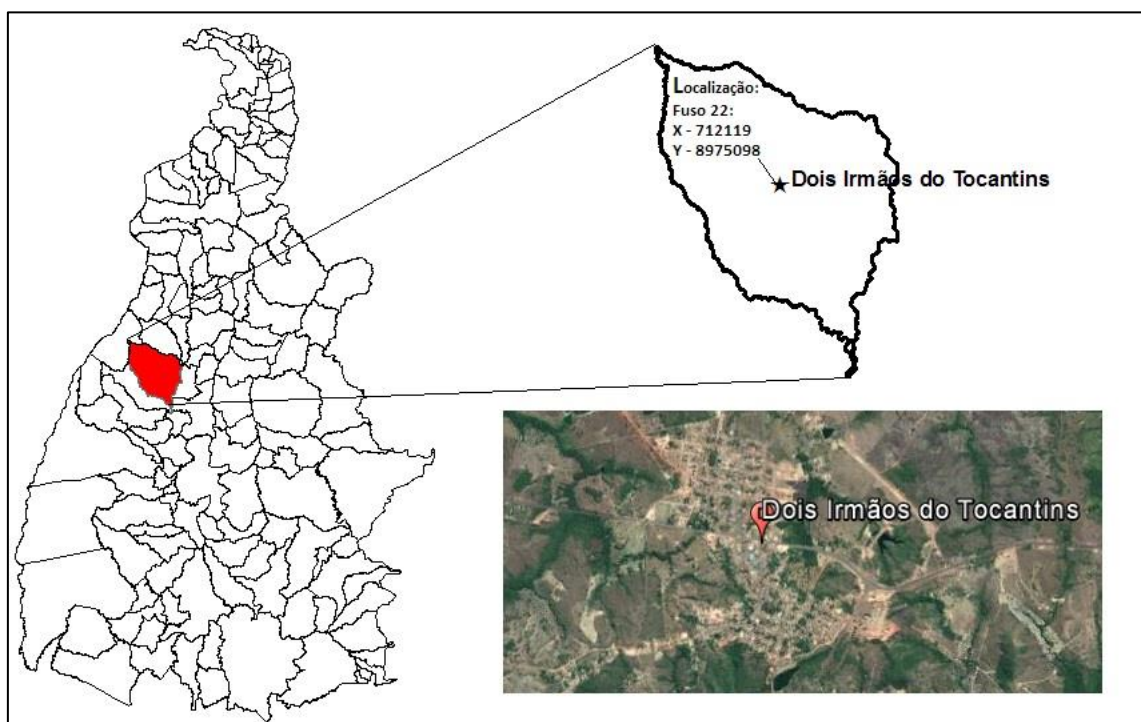 Localização:
Fuso 22:
X - 712119
Y - 8975098
Dois Irmãos do Tocantins
Dois Irmãos do Tocantins